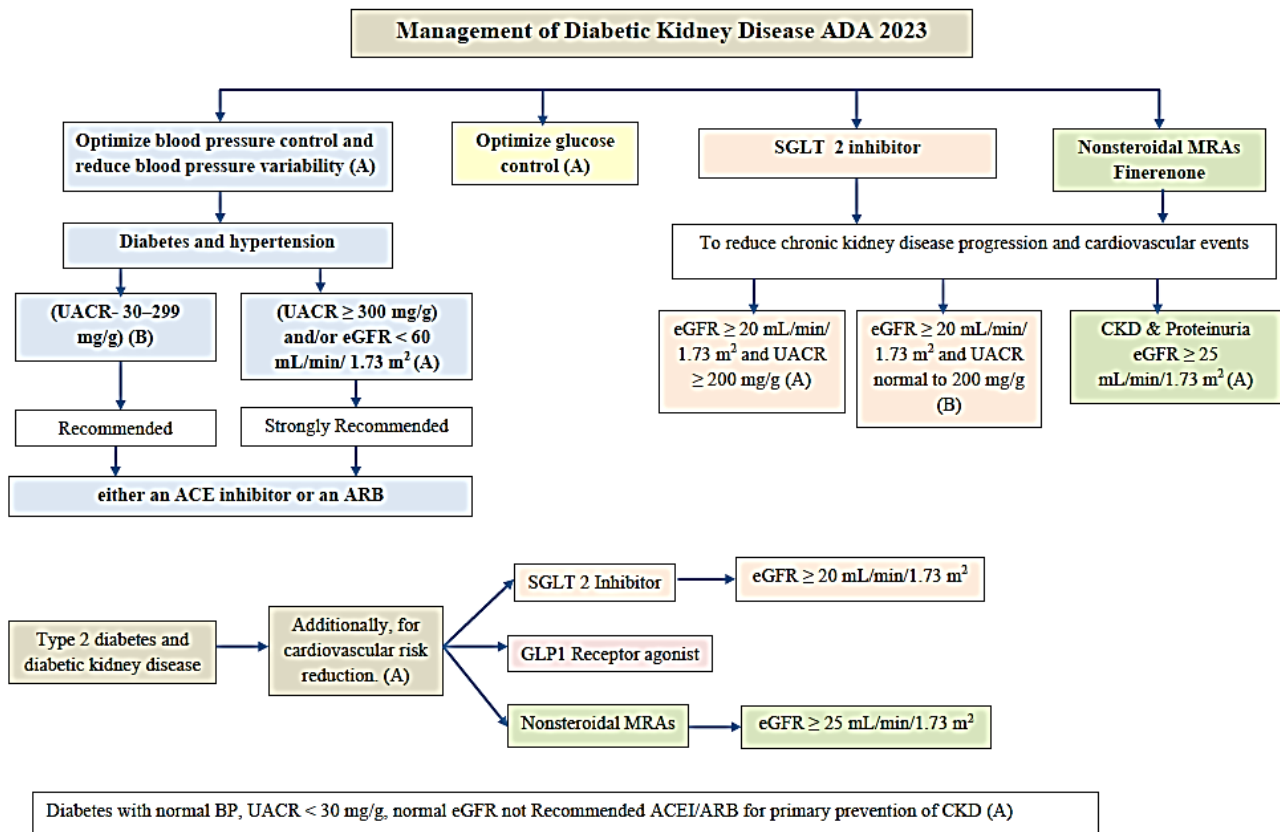 Management of Diabetic Kidney Disease ADA 2023
Optimize blood pressure control and
reduce blood pressure variability (A)
Optimize glucose
control (A)
SGLT 2 inhibitor
Nonsteroidal MRAs
Finerenone
Diabetes and hypertension
To reduce chronic kidney disease progression and cardiovascular events
(UACR- 30–299
mg/g) (B)
(UACR ≥ 300 mg/g)
and/or eGFR < 60
mL/min/ 1.73 m² (A)
eGFR ≥ 20 mL/min/
1.73 m² and UACR
≥ 200 mg/g (A)
eGFR ≥ 20 mL/min/
1.73 m² and UACR
normal to 200 mg/g
(B)
CKD & Proteinuria
eGFR ≥ 25
mL/min/1.73 m² (A)
Recommended
Strongly Recommended
either an ACE inhibitor or an ARB
Type 2 diabetes and
diabetic kidney disease
Additionally, for
cardiovascular risk
reduction. (A)
SGLT 2 Inhibitor
eGFR ≥ 20 mL/min/1.73 m²
GLP1 Receptor agonist
Nonsteroidal MRAs
eGFR ≥ 25 mL/min/1.73 m²
Diabetes with normal BP, UACR < 30 mg/g, normal eGFR not Recommended ACEI/ARB for primary prevention of CKD (A)